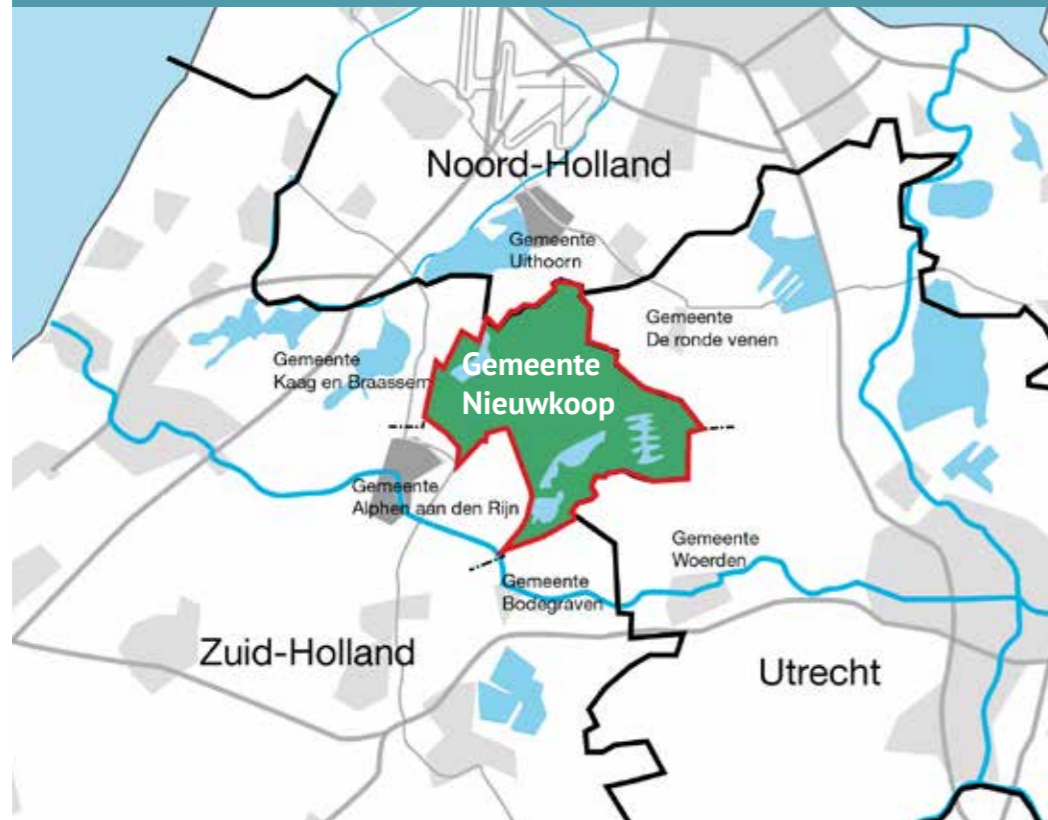 Noord-Holland
Gemeente
Uithoorn
Gemeente
De ronde venen
Gemeente
Kaag en Braassem
Gemeente
Nieuwkoop
Gemeente
Alphen aan den Rijn
Gemeente
Woerden
Gemeente
Bodegraven
Zuid-Holland
Utrecht